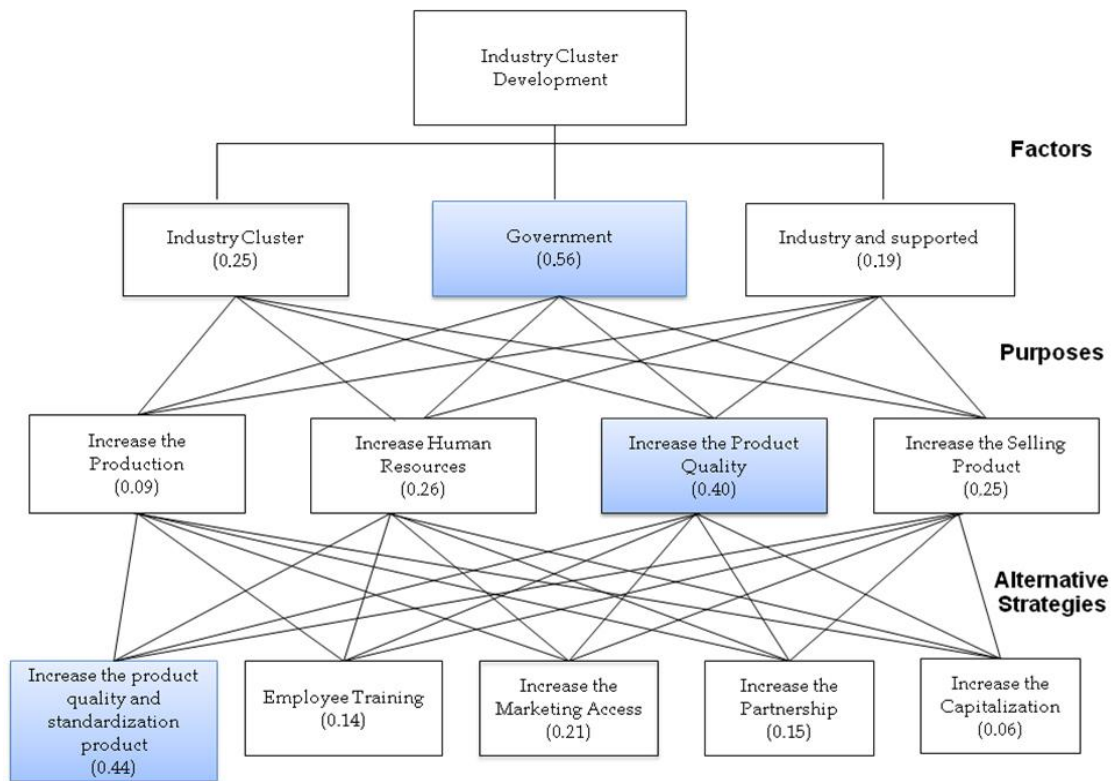 Industry Cluster
Development
Factors
Industry Cluster
(0.25)
Government
(0.56)
Industry and supported
(0.19)
Purposes
Increase the
Production
(0.09)
Increase Human
Resources
(0.26)
Increase the Product
Quality
(0.40)
Increase the Selling
Product
(0.25)
Alternative
Strategies
Increase the product
quality and
standardization
product
(0.44)
Employee Training
(0.14)
Increase the
Marketing Access
(0.21)
Increase the
Partnership
(0.15)
Increase the
Capitalization
(0.06)